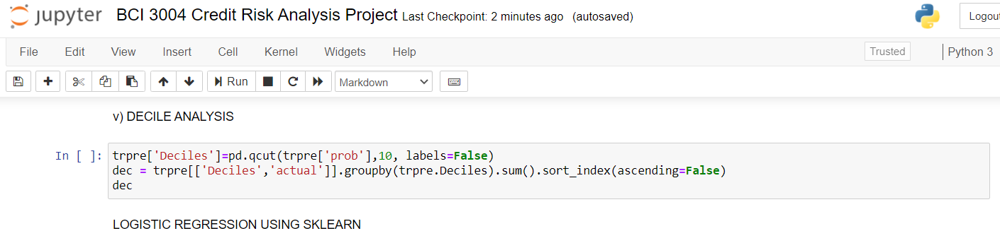 jupyter BCI 3004 Credit Risk Analysis Project Last Checkpoint: 2 minutes ago (autosaved) Logout
File Edit View Insert Cell Kernel Widgets Help Trusted Python 3
Run Markdown
v) DECILE ANALYSIS
In [ ]: trpre['Deciles']=pd.qcut(trpre['prob'],10, labels=False)
dec = trpre[['Deciles','actual']].groupby(trpre.Deciles).sum().sort_index(ascending=False)
dec
LOGISTIC REGRESSION USING SKLEARN